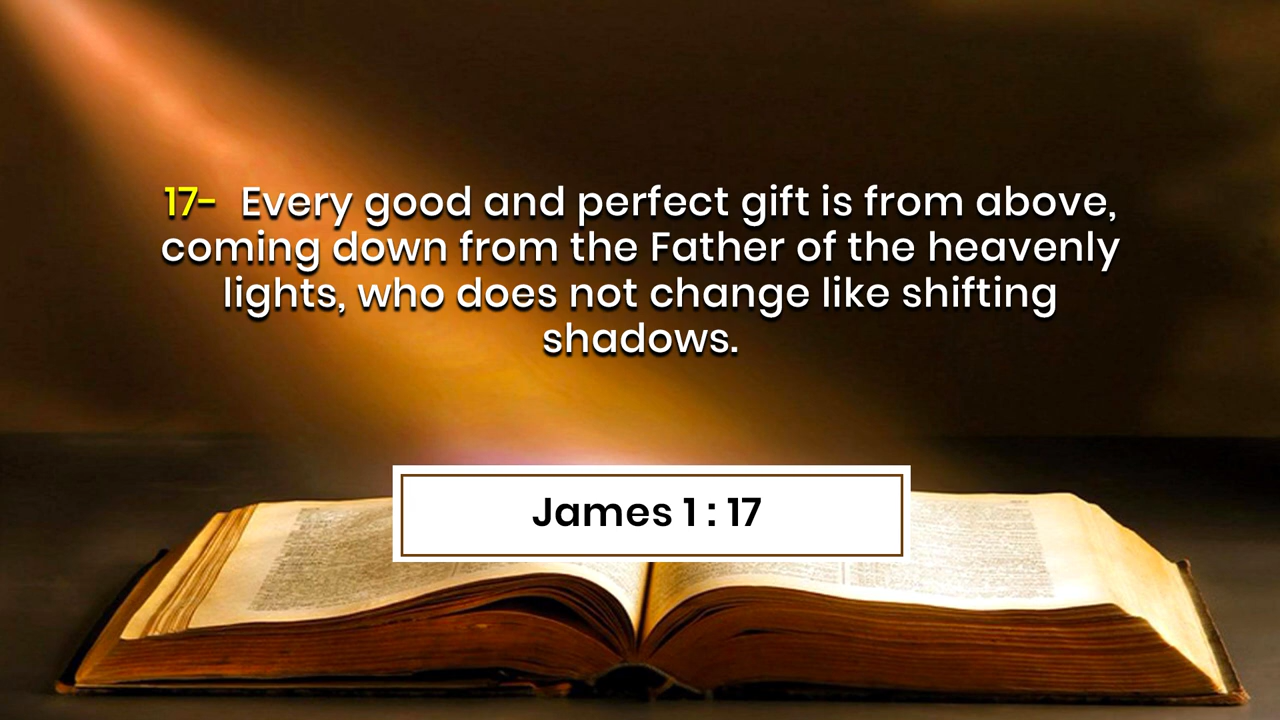 17- Every good and perfect gift is from above,
coming down from the Father of the heavenly
lights, who does not change like shifting
shadows.
James 1 : 17